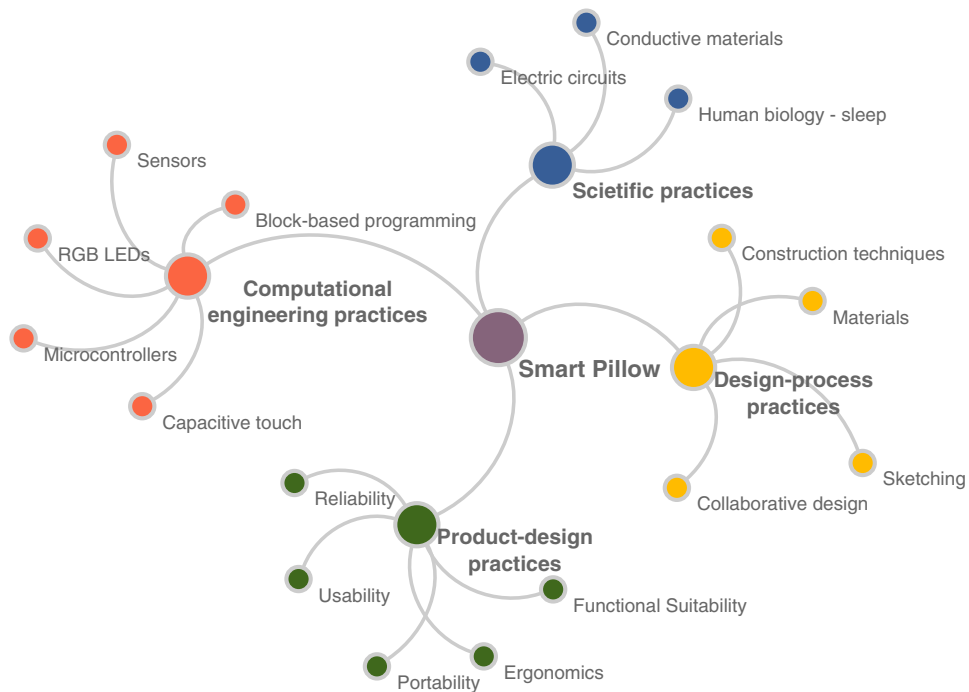 Conductive materials
Electric circuits
Human biology - sleep
Scietific practices
Sensors
Block-based programming
RGB LEDs
Computational
engineering practices
Microcontrollers
Capacitive touch
Smart Pillow
Construction techniques
Materials
Design-process
practices
Sketching
Collaborative design
Reliability
Product-design
practices
Usability
Functional Suitability
Ergonomics
Portability